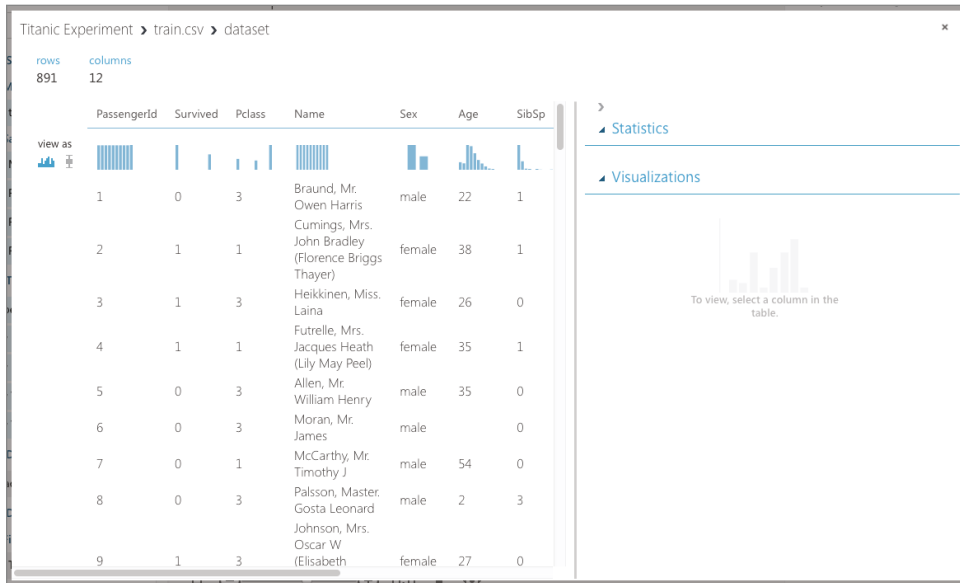 Titanic Experiment > train.csv > dataset
×
rows columns
891 12
PassengerId Survived Pclass Name Sex Age SibSp
view as
1 0 3 Braund, Mr.
Owen Harris male 22 1
Cumings, Mrs.
John Bradley
2 1 1 (Florence Briggs female 38 1
Thayer)
3 1 3 Heikkinen, Miss.
Laina female 26 0
Futrelle, Mrs.
4 1 1 Jacques Heath female 35 1
(Lily May Peel)
5 0 3 Allen, Mr.
William Henry male 35 0
6 0 3 Moran, Mr.
James male 0
7 0 1 McCarthy, Mr.
Timothy J male 54 0
8 0 3 Palsson, Master.
Gosta Leonard male 2 3
Johnson, Mrs.
Oscar W
9 1 3 (Elisabeth female 27 0
Statistics
Visualizations
To view, select a column in the
table.